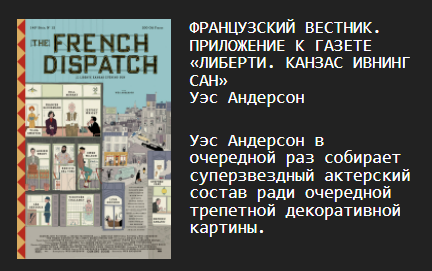 THE FRENCH
DISPATCH
ФРАНЦУЗСКИЙ ВЕСТНИК.
ПРИЛОЖЕНИЕ К ГАЗЕТЕ
«ЛИБЕРТИ. КАНЗАС ИВНИНГ
САН»
Уэс Андерсон
Уэс Андерсон в
очередной раз собирает
суперзвездный актерский
состав ради очередной
трепетной декоративной
картины.